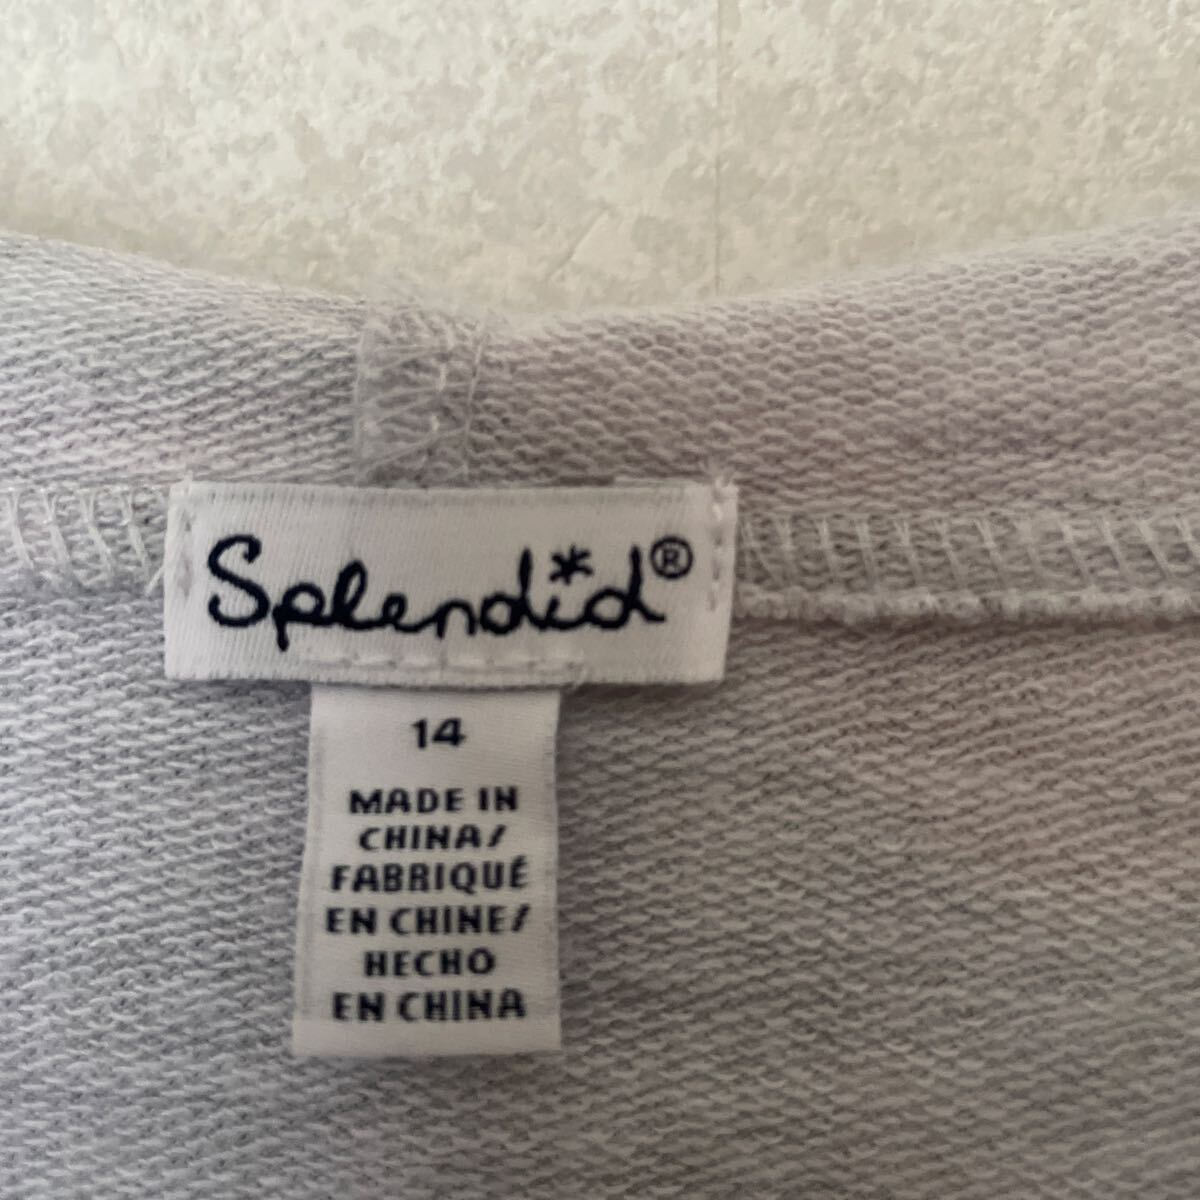 Splendid®
14
MADE IN
CHINA/
FABRIQUÉ
EN CHINE/
HECHO
EN CHINA